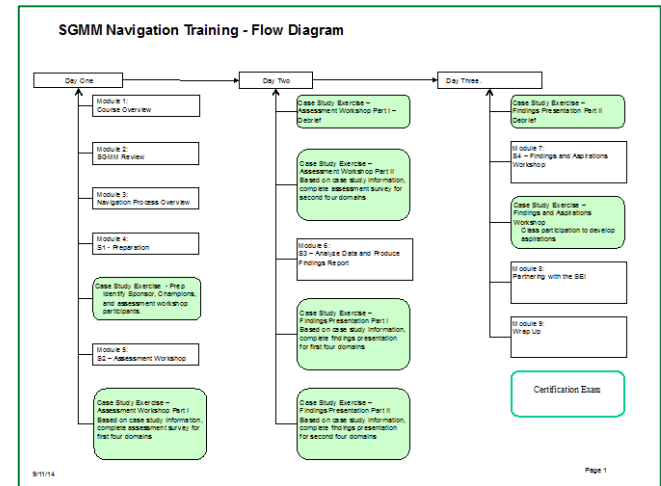 SGMM Navigation Training - Flow Diagram
Day One
Module 1:
Course Overview
Module 2:
SGMM Review
Module 3:
Navigation Process Overview
Module 4:
S1 - Preparation
Case Study Exercise - Prep
Identify Sponsor, Champions,
and assessment workshop
participants.
Module 5:
S2 – Assessment Workshop
Case Study Exercise –
Assessment Workshop Part I
Based on case study information,
complete assessment survey for
first four domains
Day Two
Case Study Exercise –
Assessment Workshop Part I –
Debrief
Case Study Exercise –
Assessment Workshop Part II
Based on case study information,
complete assessment survey for
second four domains
Module 6:
S3 – Analyze Data and Produce
Findings Report
Case Study Exercise –
Findings Presentation Part I
Based on case study information,
complete findings presentation
for first four domains
Case Study Exercise –
Findings Presentation Part II
Based on case study information,
complete findings presentation
for second four domains
Day Three.
Case Study Exercise –
Findings Presentation Part II
Debrief
Module 7:
S4 – Findings and Aspirations
Workshop
Case Study Exercise –
Findings and Aspirations
Workshop
Class participation to develop
aspirations
Module 8:
Partnering with the SEI
Module 9:
Wrap Up
Certification Exam
9/11/14
Page 1